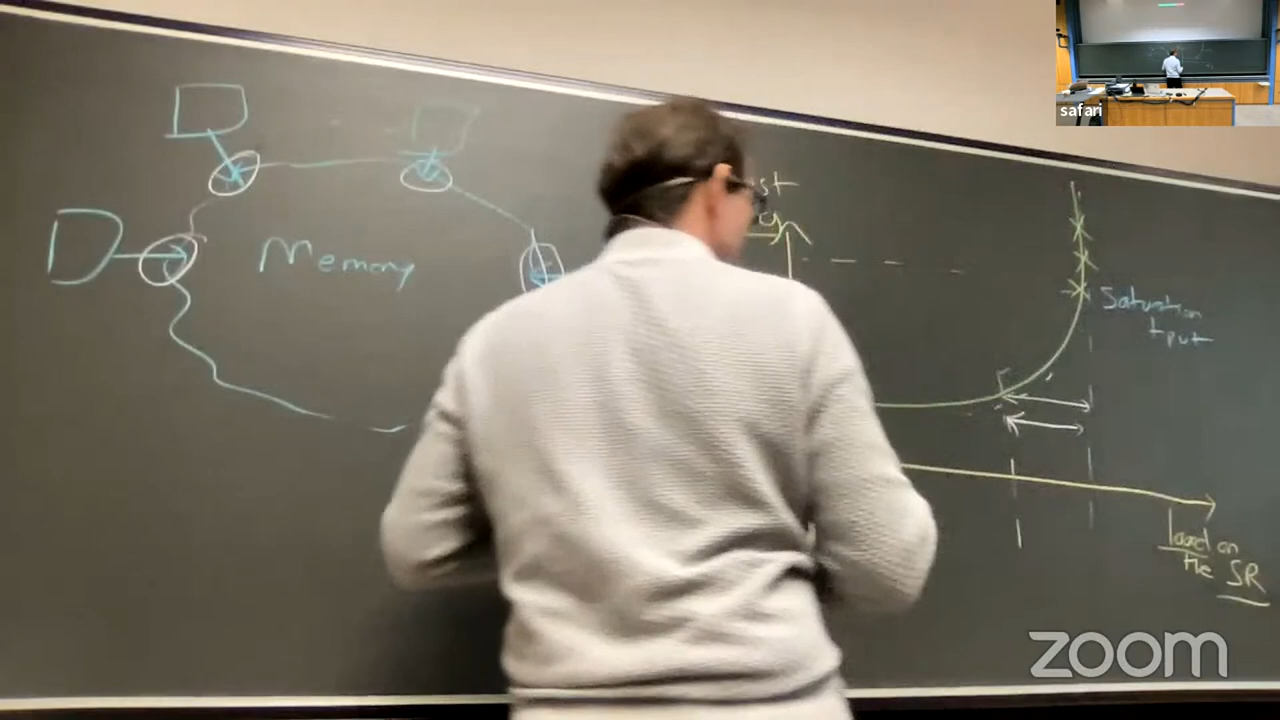 D
D
D
Memory
Saturation
tput
load on
the SR
safari
zoom